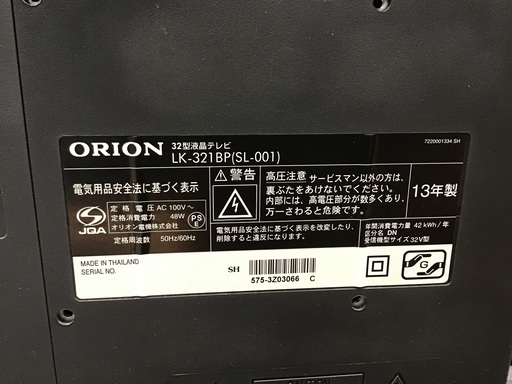 7220001334 SH
ORION
32型液晶テレビ
LK-321BP(SL-001)
電気用品安全法に基づく表示
JQA
定格電圧 AC 100V～
定格消費電力 48W
オリオン電機株式会社
定格周波数 50Hz/60Hz
PS
E
警告
高圧注意 サービスマン以外の方は、
裏ぶたをあけないでください。
内部には、高電圧部分が数多くあり、
万一さわると危険です。
電気用品安全法に基づく表示を改変したり、
削除すると違法になります。
13年製
年間消費電力量 42 kWh/年
区分名 DN
受信機型サイズ 32V型
MADE IN THAILAND
SERIAL NO.
SH
575-3Z03066 C
G